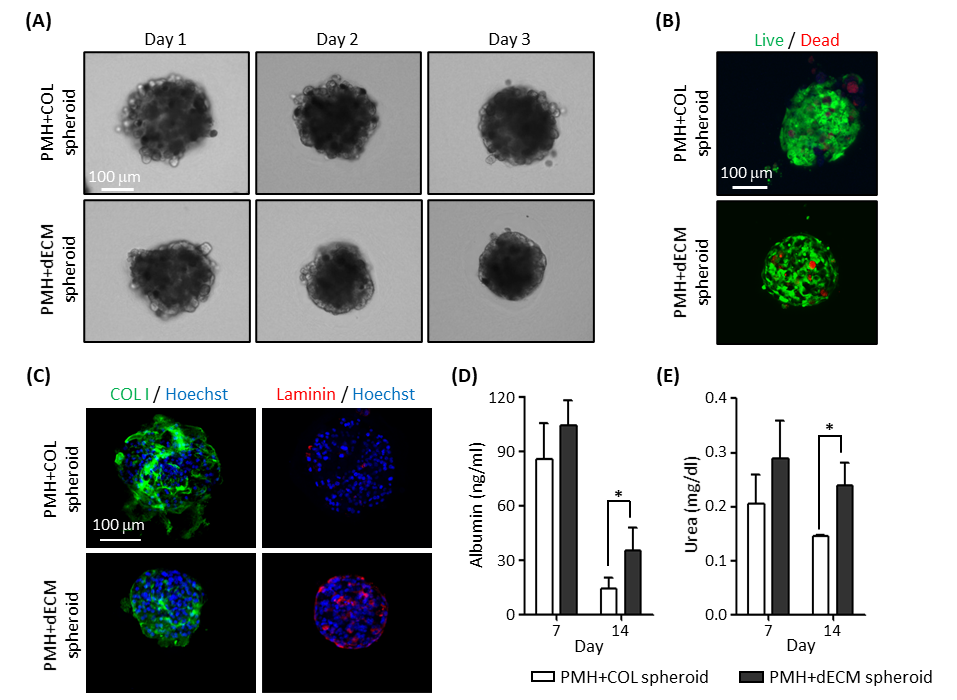 (A)
Day 1
Day 2
Day 3
PMH+COL
spheroid
100 μm
PMH+dECM
spheroid
(B)
Live / Dead
PMH+COL
spheroid
100 μm
PMH+dECM
spheroid
(C)
COL I / Hoechst
Laminin / Hoechst
PMH+COL
spheroid
100 μm
PMH+dECM
spheroid
(D)
Albumin (ng/ml)
120
90
60
30
0
*
7
14
Day
(E)
Urea (mg/dl)
0.4
0.3
0.2
0.1
0.0
*
7
14
Day
PMH+COL spheroid
PMH+dECM spheroid